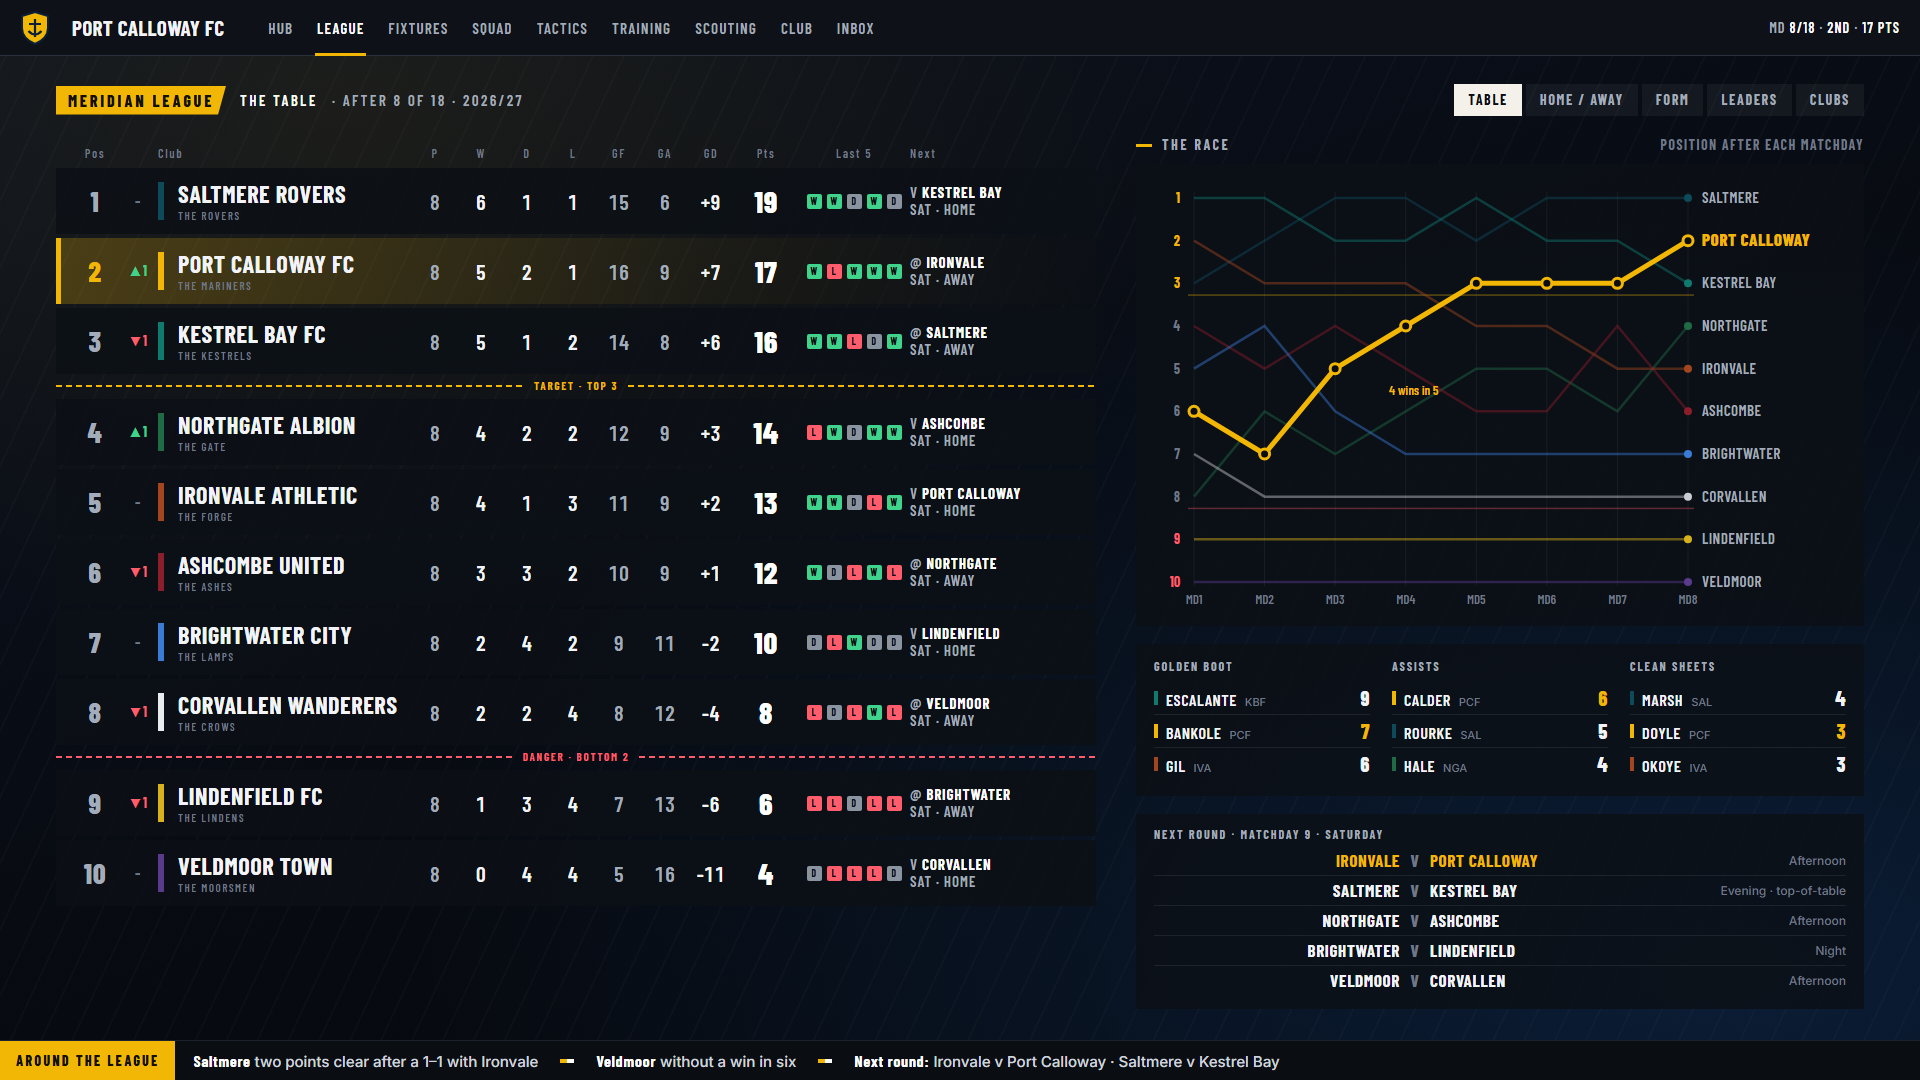 PORT CALLOWAY FC HUB LEAGUE FIXTURES SQUAD TACTICS TRAINING SCOUTING CLUB INBOX MD 8/18 · 2ND · 17 PTS
MERIDIAN LEAGUE THE TABLE · AFTER 8 OF 18 · 2026/27
TABLE HOME / AWAY FORM LEADERS CLUBS
Pos Club P W D L GF GA GD Pts Last 5 Next
1 - SALTMERE ROVERS 8 6 1 1 15 6 +9 19 W W D W D V KESTREL BAY
THE ROVERS SAT · HOME
2 ▲1 PORT CALLOWAY FC 8 5 2 1 16 9 +7 17 W L W W W @ IRONVALE
THE MARINERS SAT · AWAY
3 ▼1 KESTREL BAY FC 8 5 1 2 14 8 +6 16 W W L D W @ SALTMERE
THE KESTRELS SAT · AWAY
TARGET · TOP 3
4 ▲1 NORTHGATE ALBION 8 4 2 2 12 9 +3 14 L W D W W V ASHCOMBE
THE GATE SAT · HOME
5 - IRONVALE ATHLETIC 8 4 1 3 11 9 +2 13 W W D L W V PORT CALLOWAY
THE FORGE SAT · HOME
6 ▼1 ASHCOMBE UNITED 8 3 3 2 10 9 +1 12 W D L W L @ NORTHGATE
THE ASHES SAT · AWAY
7 - BRIGHTWATER CITY 8 2 4 2 9 11 -2 10 D L W D D V LINDENFIELD
THE LAMPS SAT · HOME
8 ▼1 CORVALLEN WANDERERS 8 2 2 4 8 12 -4 8 L D L W L @ VELDMOOR
THE CROWS SAT · AWAY
DANGER · BOTTOM 2
9 ▼1 LINDENFIELD FC 8 1 3 4 7 13 -6 6 L L D L L @ BRIGHTWATER
THE LINDENS SAT · AWAY
10 - VELDMOOR TOWN 8 0 4 4 5 16 -11 4 D L L L D V CORVALLEN
THE MOORSMEN SAT · HOME
THE RACE POSITION AFTER EACH MATCHDAY
1 SALTMERE
2 PORT CALLOWAY
3 KESTREL BAY
4 NORTHGATE
5 IRONVALE
4 wins in 5
6 ASHCOMBE
7 BRIGHTWATER
8 CORVALLEN
9 LINDENFIELD
10 VELDMOOR
MD1 MD2 MD3 MD4 MD5 MD6 MD7 MD8
GOLDEN BOOT ASSISTS CLEAN SHEETS
ESCALANTE KBF 9 CALDER PCF 6 MARSH SAL 4
BANKOLE PCF 7 ROURKE SAL 5 DOYLE PCF 3
GIL IVA 6 HALE NGA 4 OKOYE IVA 3
NEXT ROUND · MATCHDAY 9 · SATURDAY
IRONVALE V PORT CALLOWAY Afternoon
SALTMERE V KESTREL BAY Evening · top-of-table
NORTHGATE V ASHCOMBE Afternoon
BRIGHTWATER V LINDENFIELD Night
VELDMOOR V CORVALLEN Afternoon
AROUND THE LEAGUE Saltmere two points clear after a 1–1 with Ironvale Veldmoor without a win in six Next round: Ironvale v Port Calloway · Saltmere v Kestrel Bay